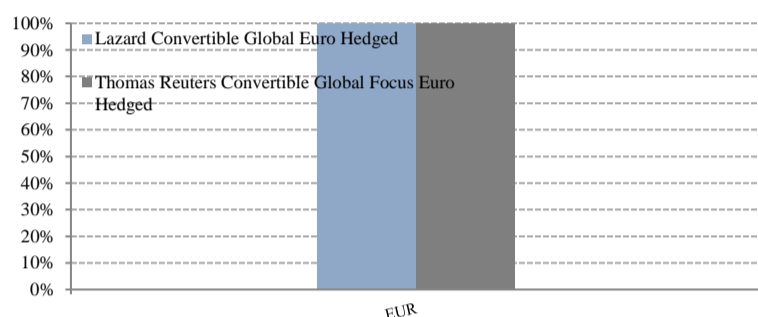 100%
90%
80%
70%
60%
50%
40%
30%
20%
10%
0%
Lazard Convertible Global Euro Hedged
Thomas Reuters Convertible Global Focus Euro
Hedged
EUR